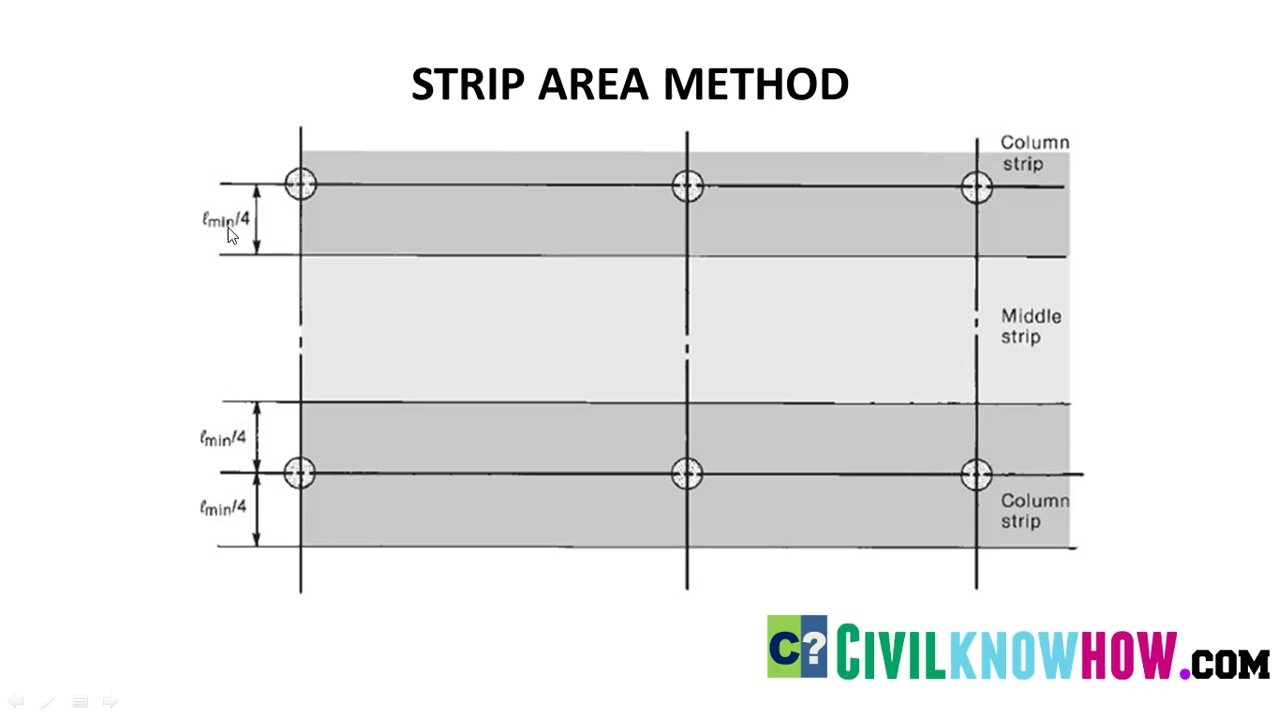 STRIP AREA METHOD
Column
strip
ℓmin/4
Middle
strip
ℓmin/4
ℓmin/4
Column
strip
C? CIVILKNOWHOW.COM